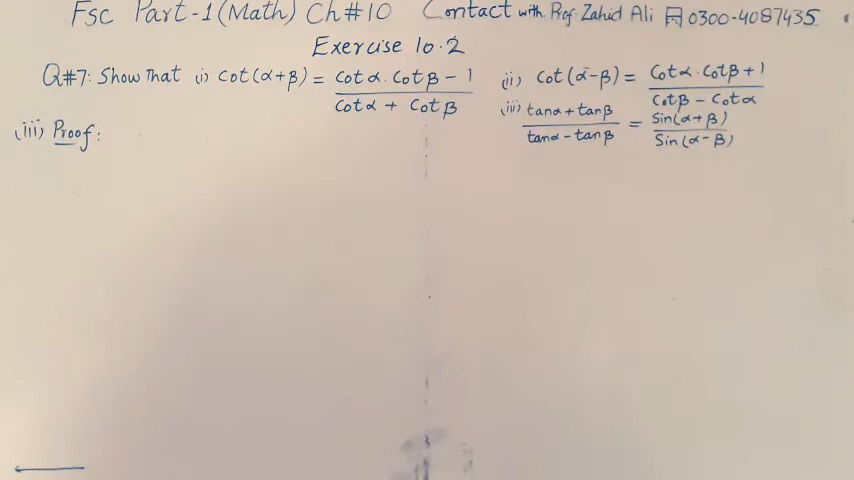 Fsc Part-1 (Math) Ch#10 Contact with Prof. Zahid Ali 0300-4087435
Exercise 10.2
Q#7: Show That (i) Cot(α+β) = Cotα.Cotβ - 1 / Cotα + Cotβ
(ii) Cot(α-β) = Cotα.Cotβ + 1 / Cotβ - Cotα
(iii) tanα + tanβ / tanα - tanβ = Sin(α+β) / Sin(α-β)
(iii) Proof: